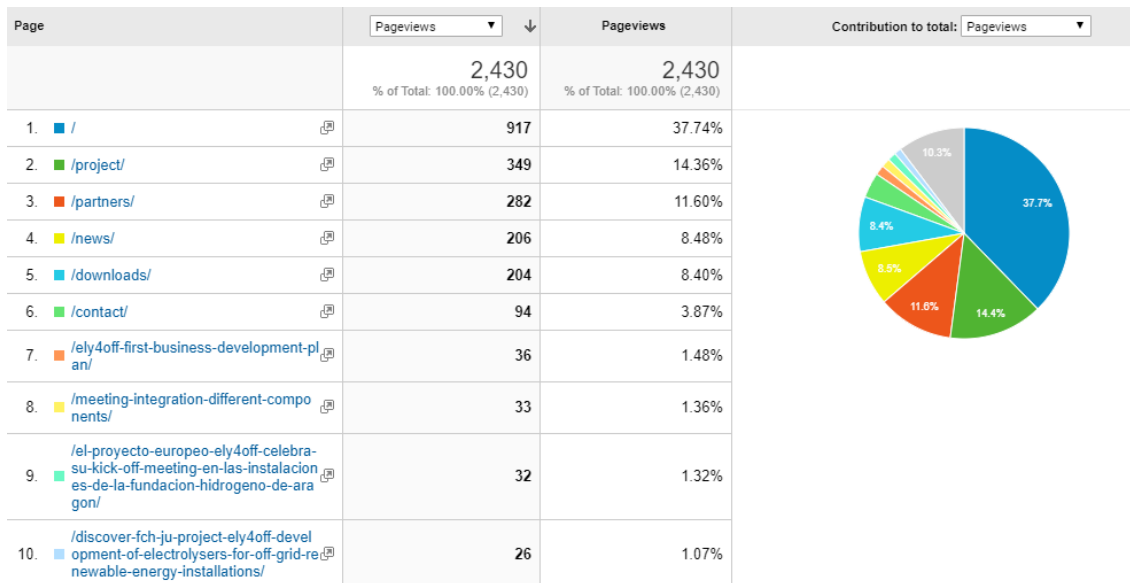 Page
Pageviews
Pageviews
Contribution to total: Pageviews
2,430
% of Total: 100.00% (2,430)
2,430
% of Total: 100.00% (2,430)
1. / 917 37.74%
2. /project/ 349 14.36%
3. /partners/ 282 11.60%
4. /news/ 206 8.48%
5. /downloads/ 204 8.40%
6. /contact/ 94 3.87%
7. /ely4off-first-business-development-pl
an/
36 1.48%
8. /meeting-integration-different-compo
nents/
33 1.36%
9. /el-proyecto-europeo-ely4off-celebra-
su-kick-off-meeting-en-las-instalacion
es-de-la-fundacion-hidrogeno-de-ara
gon/
32 1.32%
10. /discover-fch-ju-project-ely4off-devel
opment-of-electrolysers-for-off-grid-re
newable-energy-installations/
26 1.07%
10.3%
37.7%
8.4%
8.5%
11.6%
14.4%